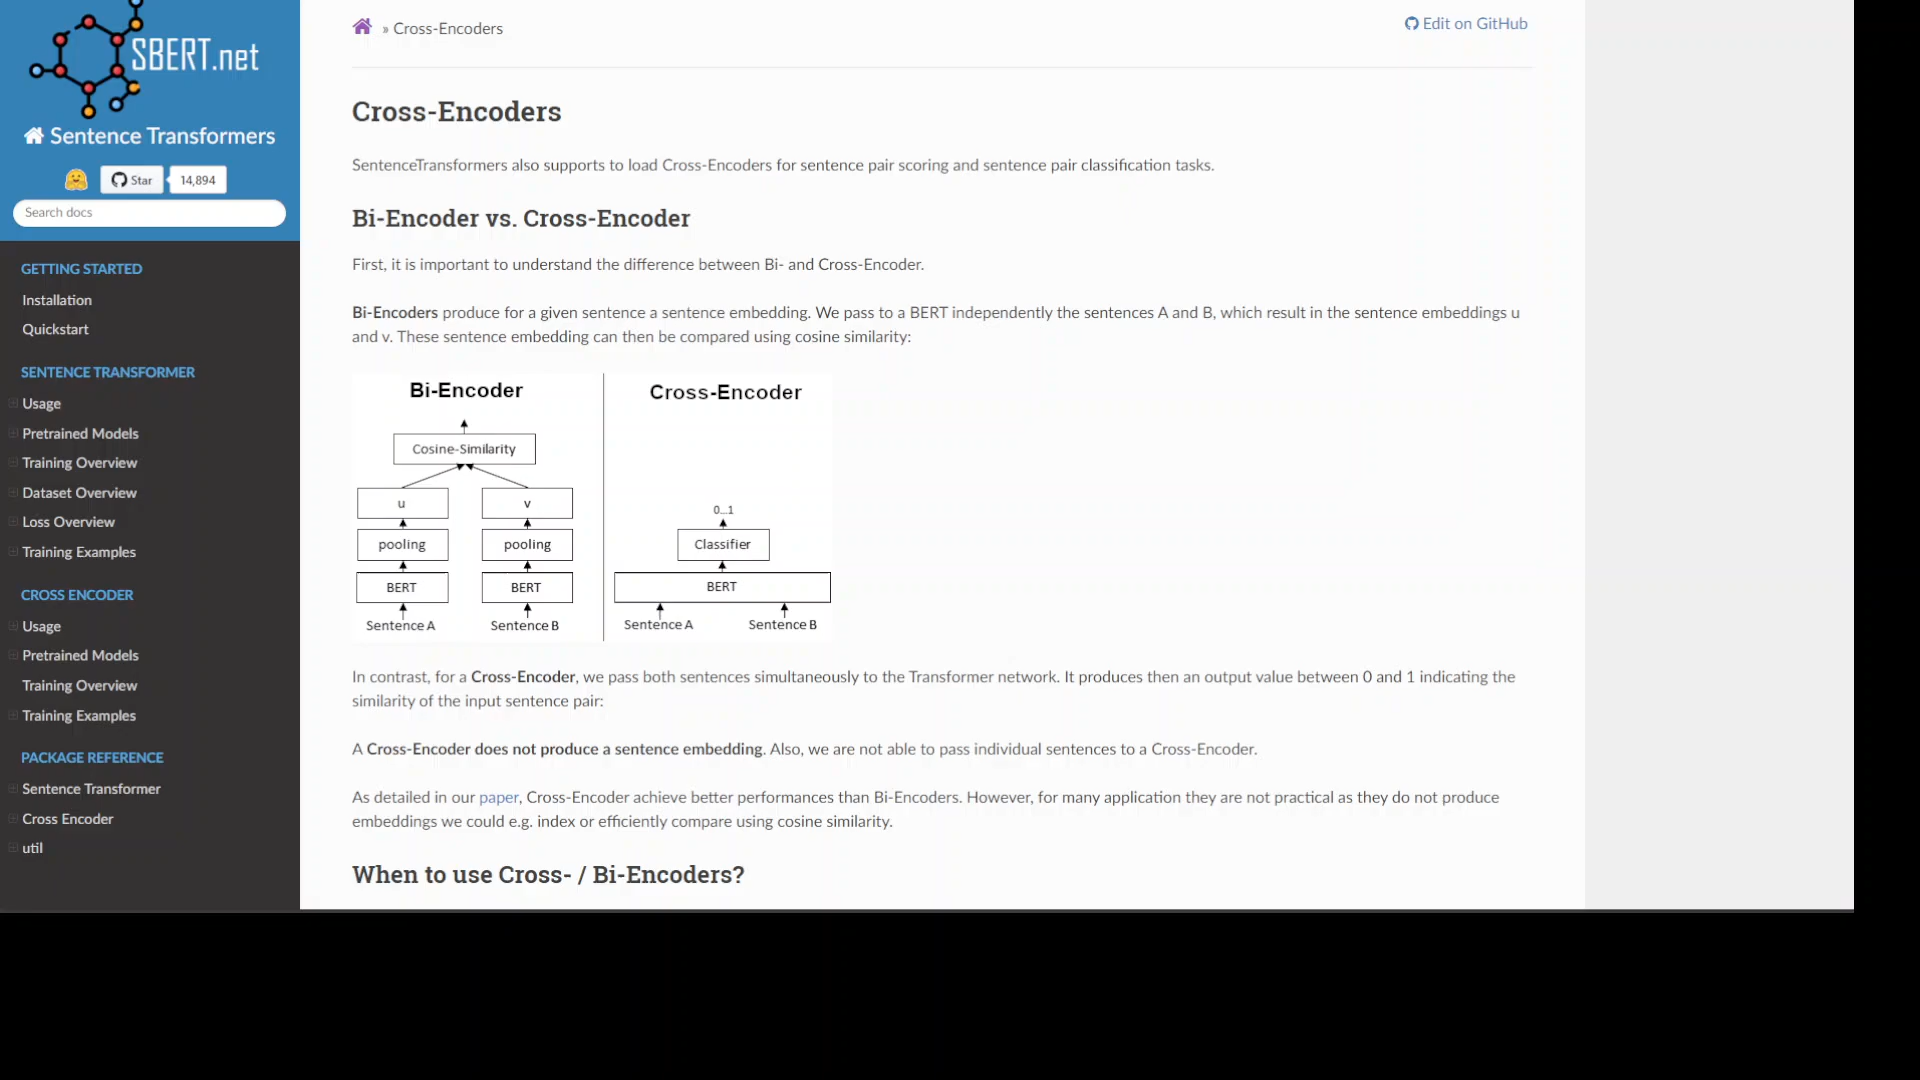 SBERT.net
Sentence Transformers
Star
14,894
Search docs
GETTING STARTED
Installation
Quickstart
SENTENCE TRANSFORMER
Usage
Pretrained Models
Training Overview
Dataset Overview
Loss Overview
Training Examples
CROSS ENCODER
Usage
Pretrained Models
Training Overview
Training Examples
PACKAGE REFERENCE
Sentence Transformer
Cross Encoder
util
» Cross-Encoders
Edit on GitHub
Cross-Encoders
SentenceTransformers also supports to load Cross-Encoders for sentence pair scoring and sentence pair classification tasks.
Bi-Encoder vs. Cross-Encoder
First, it is important to understand the difference between Bi- and Cross-Encoder.
Bi-Encoders produce for a given sentence a sentence embedding. We pass to a BERT independently the sentences A and B, which result in the sentence embeddings u
and v. These sentence embedding can then be compared using cosine similarity:
Bi-Encoder
Cosine-Similarity
u v
pooling pooling
BERT BERT
Sentence A Sentence B
Cross-Encoder
0...1
Classifier
BERT
Sentence A Sentence B
In contrast, for a Cross-Encoder, we pass both sentences simultaneously to the Transformer network. It produces then an output value between 0 and 1 indicating the
similarity of the input sentence pair:
A Cross-Encoder does not produce a sentence embedding. Also, we are not able to pass individual sentences to a Cross-Encoder.
As detailed in our paper, Cross-Encoder achieve better performances than Bi-Encoders. However, for many application they are not practical as they do not produce
embeddings we could e.g. index or efficiently compare using cosine similarity.
When to use Cross- / Bi-Encoders?